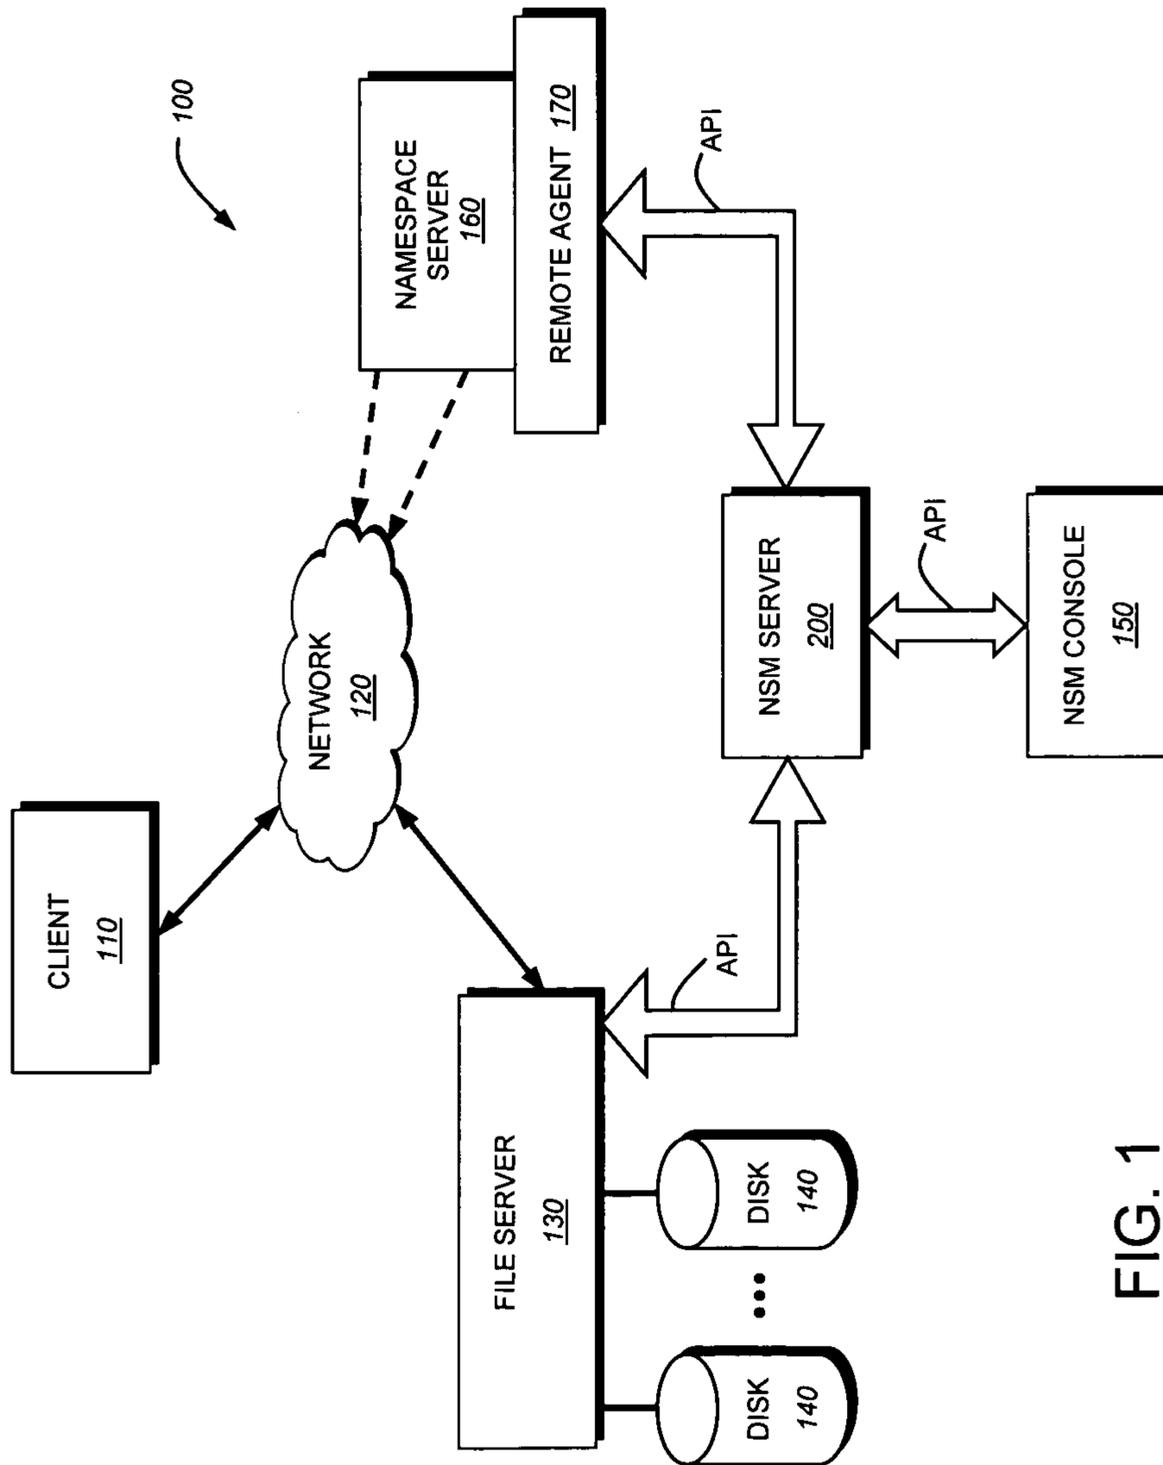 100
CLIENT
110
NETWORK
120
NAMESPACE
SERVER
160
REMOTE AGENT 170
FILE SERVER
130
DISK
140
DISK
140
API
API
NSM SERVER
200
API
NSM CONSOLE
150
FIG. 1